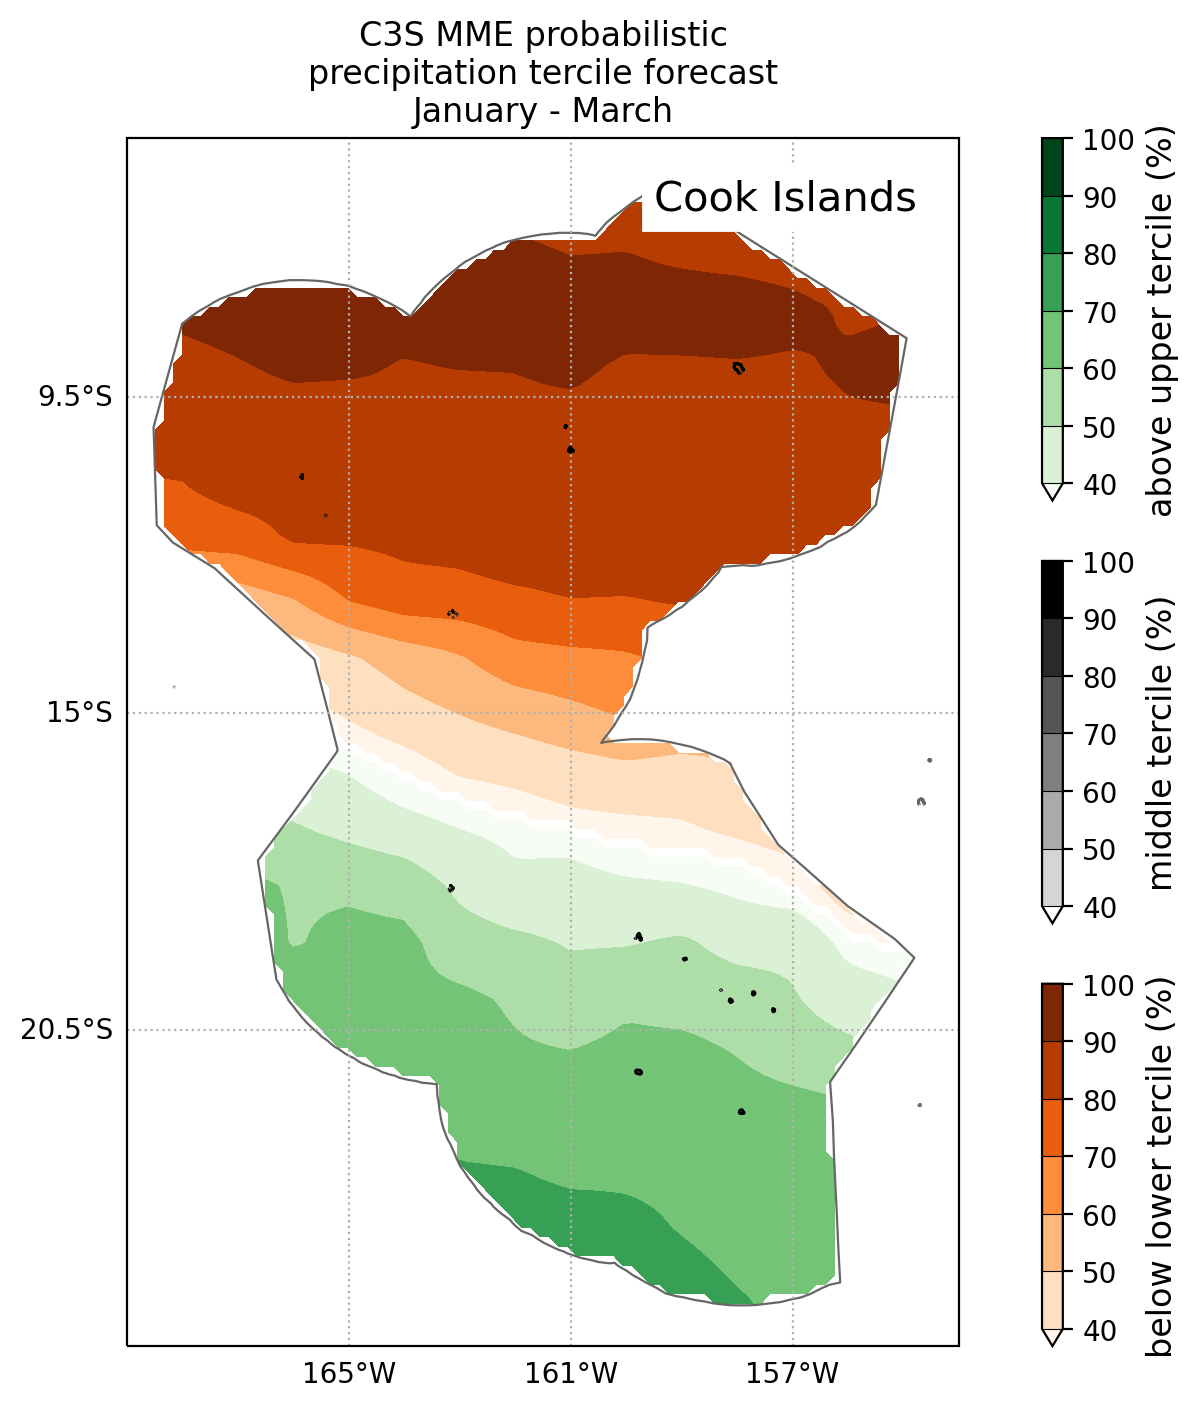 C3S MME probabilistic
precipitation tercile forecast
January - March
Cook Islands
9.5°S
15°S
20.5°S
165°W
161°W
157°W
100
90
80
70
60
50
40
above upper tercile (%)
100
90
80
70
60
50
40
middle tercile (%)
100
90
80
70
60
50
40
below lower tercile (%)